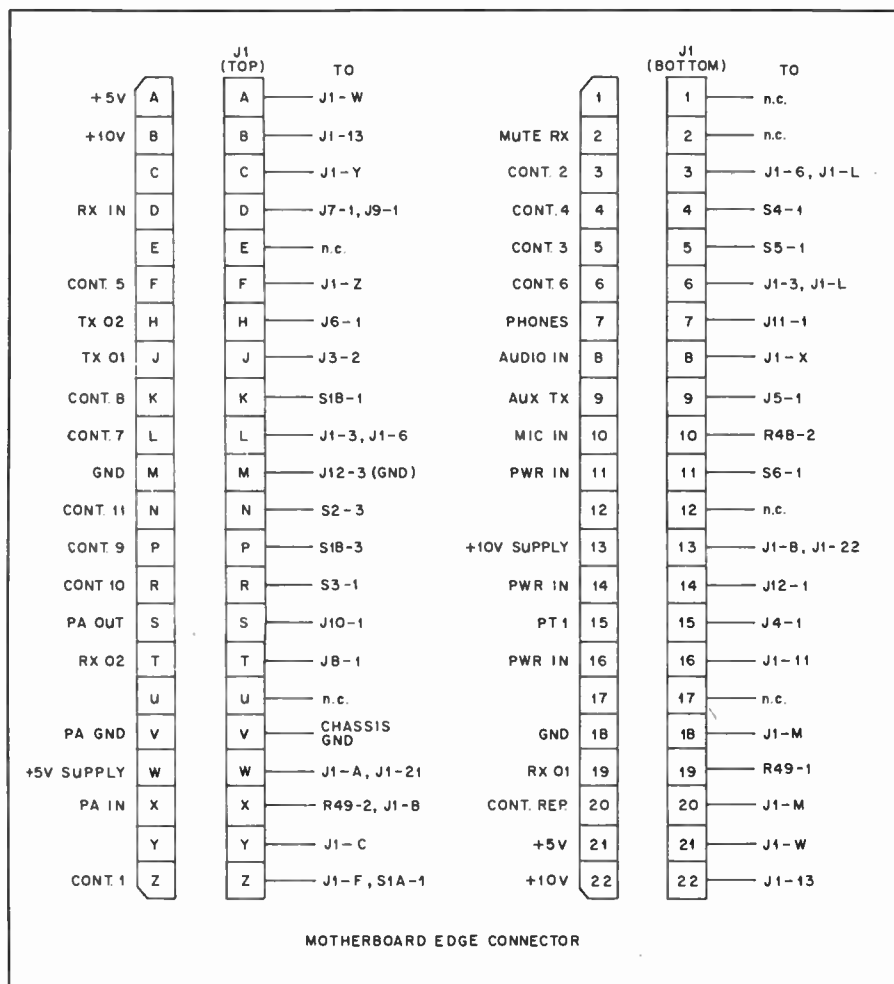 J1
(TOP) TO
+5V A A J1-W
+10V B B J1-13
C C J1-Y
RX IN D D J7-1, J9-1
E E n.c.
CONT. 5 F F J1-Z
TX 02 H H J6-1
TX 01 J J J3-2
CONT. 8 K K S1B-1
CONT. 7 L L J1-3, J1-6
GND M M J12-3 (GND)
CONT. 11 N N S2-3
CONT. 9 P P S1B-3
CONT 10 R R S3-1
PA OUT S S J10-1
RX 02 T T J8-1
U U n.c.
PA GND V V CHASSIS
GND
+5V SUPPLY W W J1-A, J1-21
PA IN X X R49-2, J1-8
Y Y J1-C
CONT. 1 Z Z J1-F, S1A-1
J1
(BOTTOM) TO
1 1 n.c.
MUTE RX 2 2 n.c.
CONT. 2 3 3 J1-6, J1-L
CONT. 4 4 4 S4-1
CONT. 3 5 5 S5-1
CONT. 6 6 6 J1-3, J1-L
PHONES 7 7 J11-1
AUDIO IN 8 8 J1-X
AUX TX 9 9 J5-1
MIC IN 10 10 R48-2
PWR IN 11 11 S6-1
12 12 n.c.
+10V SUPPLY 13 13 J1-B, J1-22
PWR IN 14 14 J12-1
PT1 15 15 J4-1
PWR IN 16 16 J1-11
17 17 n.c.
GND 18 18 J1-M
RX 01 19 19 R49-1
CONT. REP. 20 20 J1-M
+5V 21 21 J1-W
+10V 22 22 J1-13
MOTHERBOARD EDGE CONNECTOR